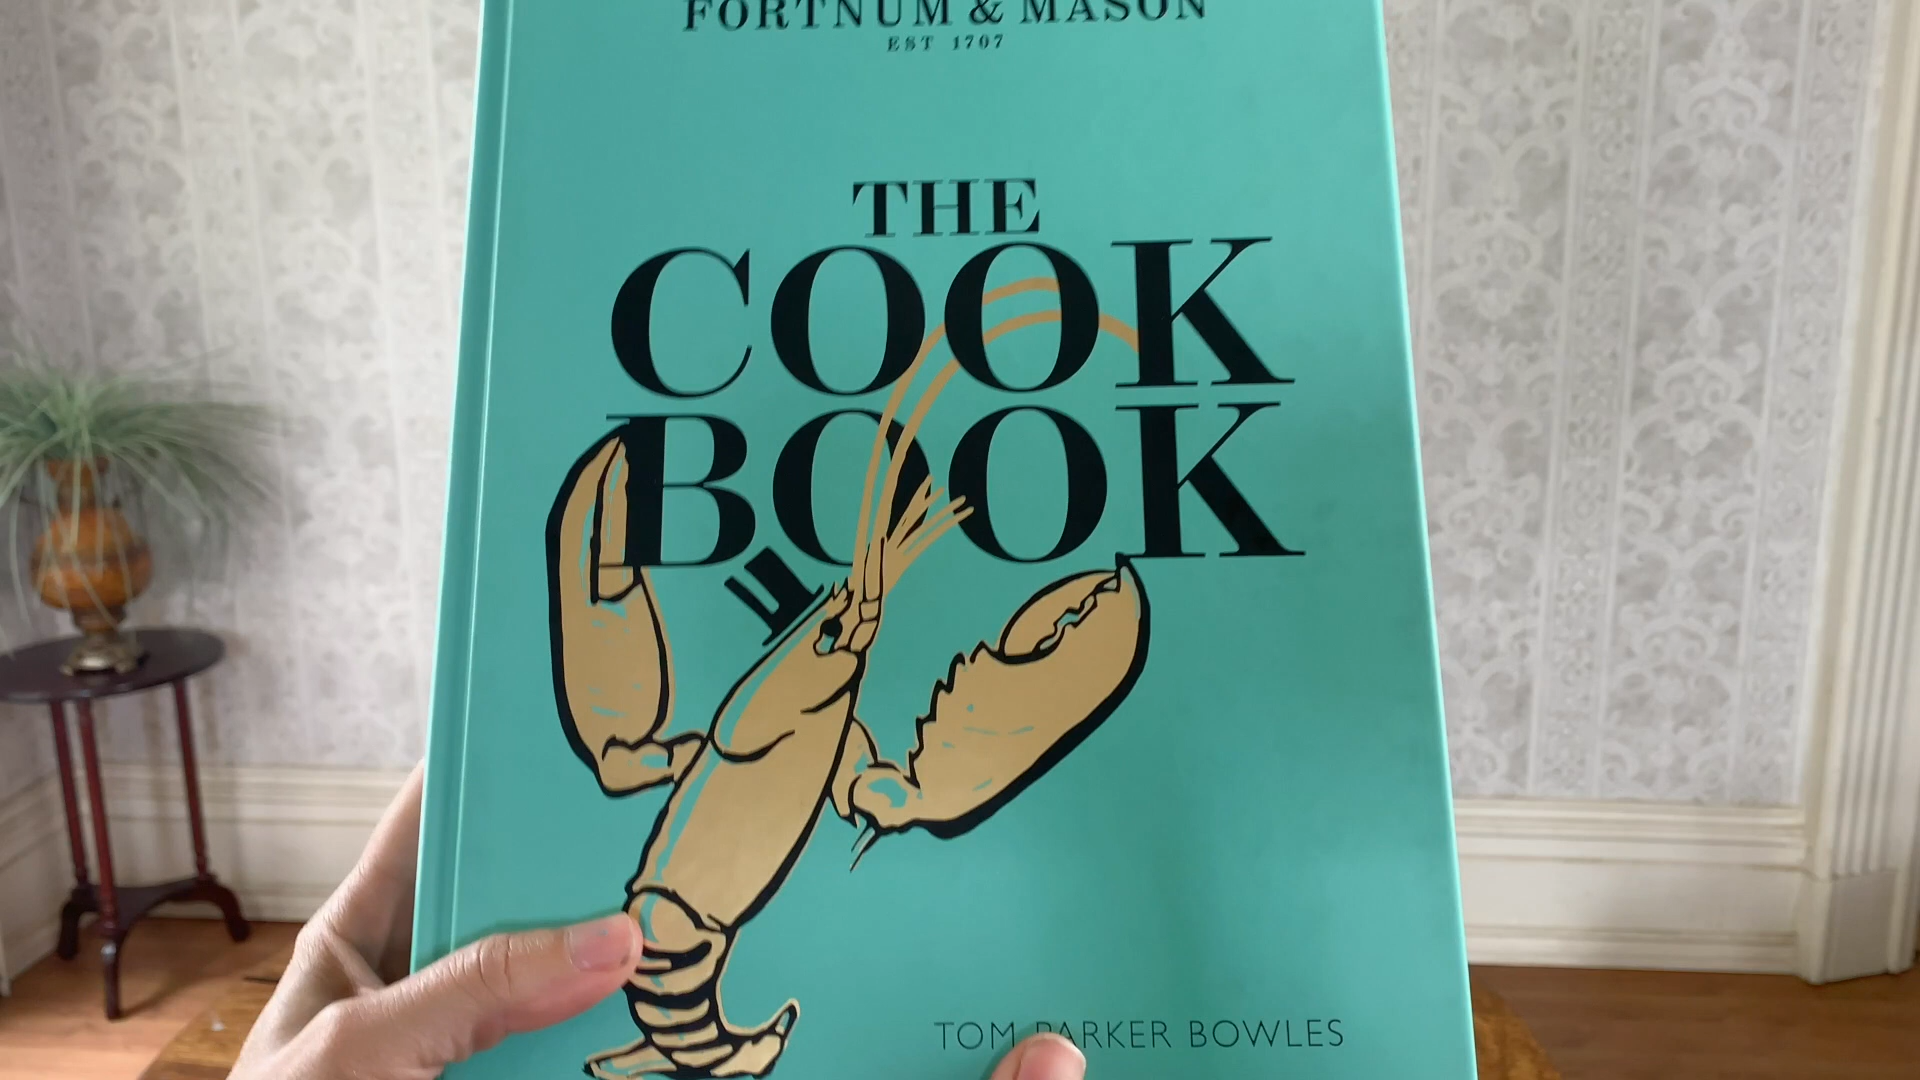 FORTNUM & MASON
EST 1707
THE
COOK
BOOK
TOM PARKER BOWLES